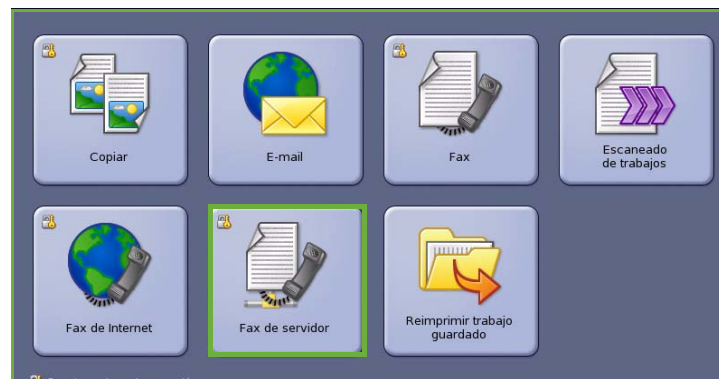 Copiar
E-mail
Fax
Escaneado
de trabajos
Fax de Internet
Fax de servidor
Reimprimir trabajo
guardado